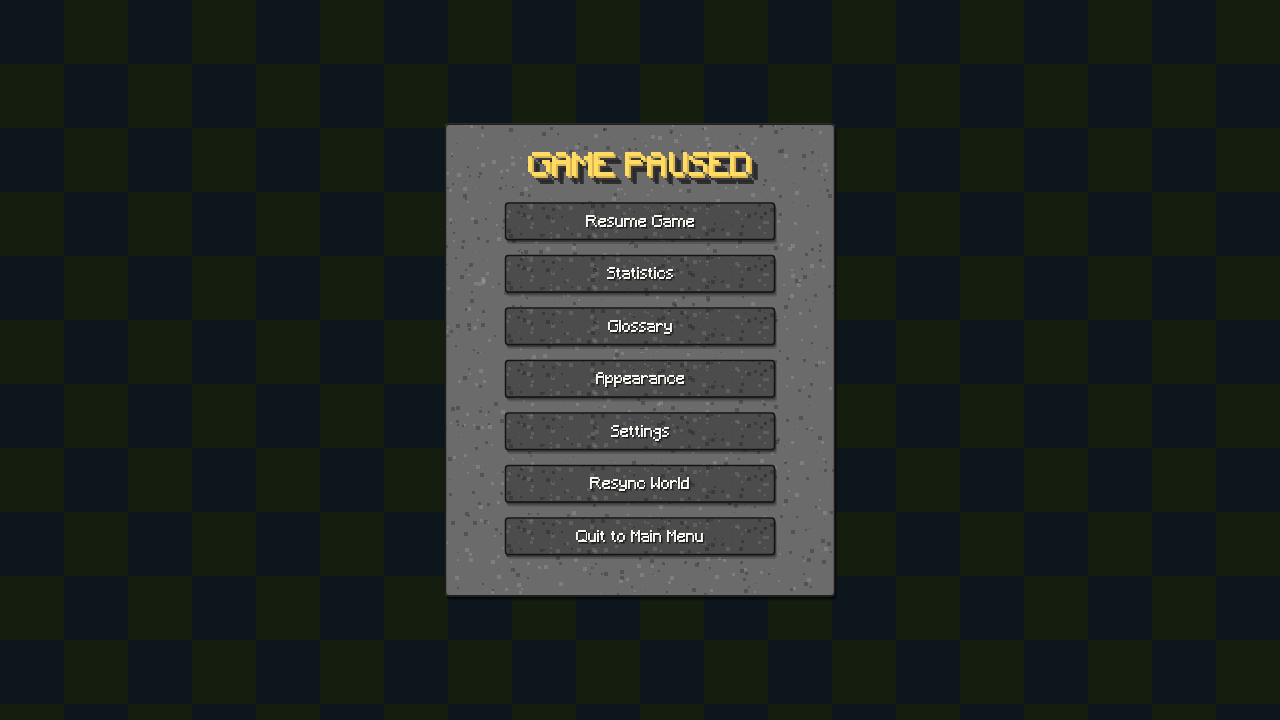 GAME PAUSED
Resume Game
Statistics
Glossary
Appearance
Settings
Resync World
Quit to Main Menu